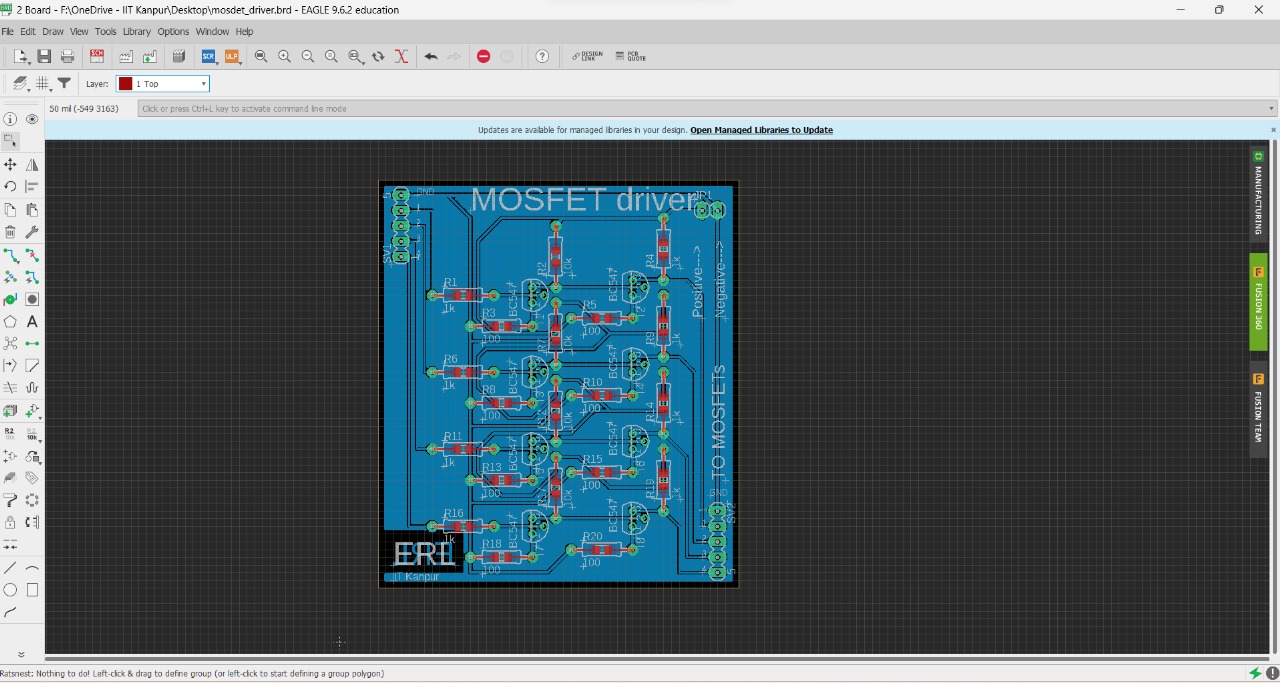 2 Board - F:\OneDrive - IIT Kanpur\Desktop\mosdet_driver.brd - EAGLE 9.6.2 education
File Edit Draw View Tools Library Options Window Help
SCH SCR ULP DESIGN LINK PCB QUOTE
Layer: 1 Top
50 mil (-549 3163) Click or press Ctrl+L key to activate command line mode
Updates are available for managed libraries in your design. Open Managed Libraries to Update
MANUFACTURING
FUSION 360
FUSION TEAM
MOSFET driver
GND
SV1
R2
10k
R4
1k
Positive--->
Negative--->
R1
1k
BC547
BC547
R3
100
R5
100
R7
10k
R9
1k
R6
1k
BC547
BC547
R8
100
R10
100
10k
R14
1k
TO MOSFETs
R11
1k
BC547
BC547
R13
100
R15
100
10k
R19
1k
GND
SV2
R16
1k
BC547
BC547
R18
100
R20
100
IIT Kanpur
Ratsnest: Nothing to do! Left-click & drag to define group (or left-click to start defining a group polygon)